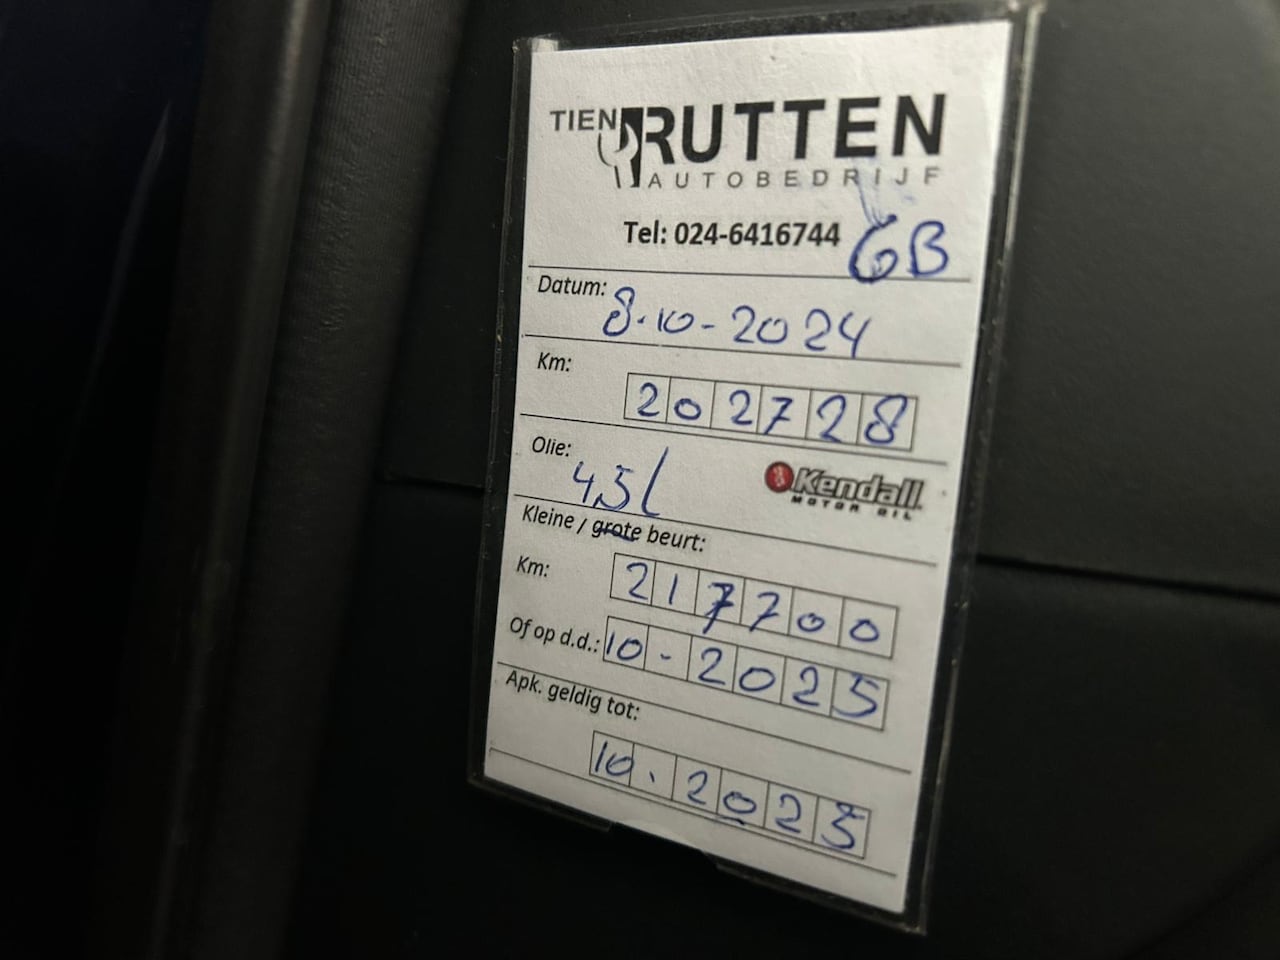 TIEN RUTTEN
AUTOBEDRIJF
Tel: 024-6416744 GB
Datum: 8-10-2024
Km: 202728
Olie: 4,5l Kendall
MOTOR OIL
Kleine / grote beurt:
Km: 217700
Of op d.d.: 10-2025
Apk. geldig tot:
10.2025